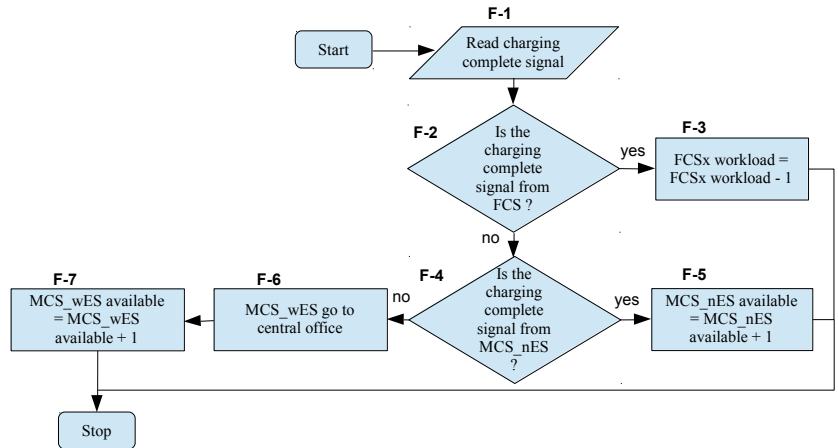 F-1
Start
Read charging
complete signal
F-2
Is the
charging
complete
signal from
FCS ?
yes
F-3
FCSx workload =
FCSx workload - 1
no
F-7
MCS_wES available
= MCS_wES
available + 1
F-6
MCS_wES go to
central office
no
F-4
Is the
charging
complete
signal from
MCS_nES
?
yes
F-5
MCS_nES available
= MCS_nES
available + 1
Stop